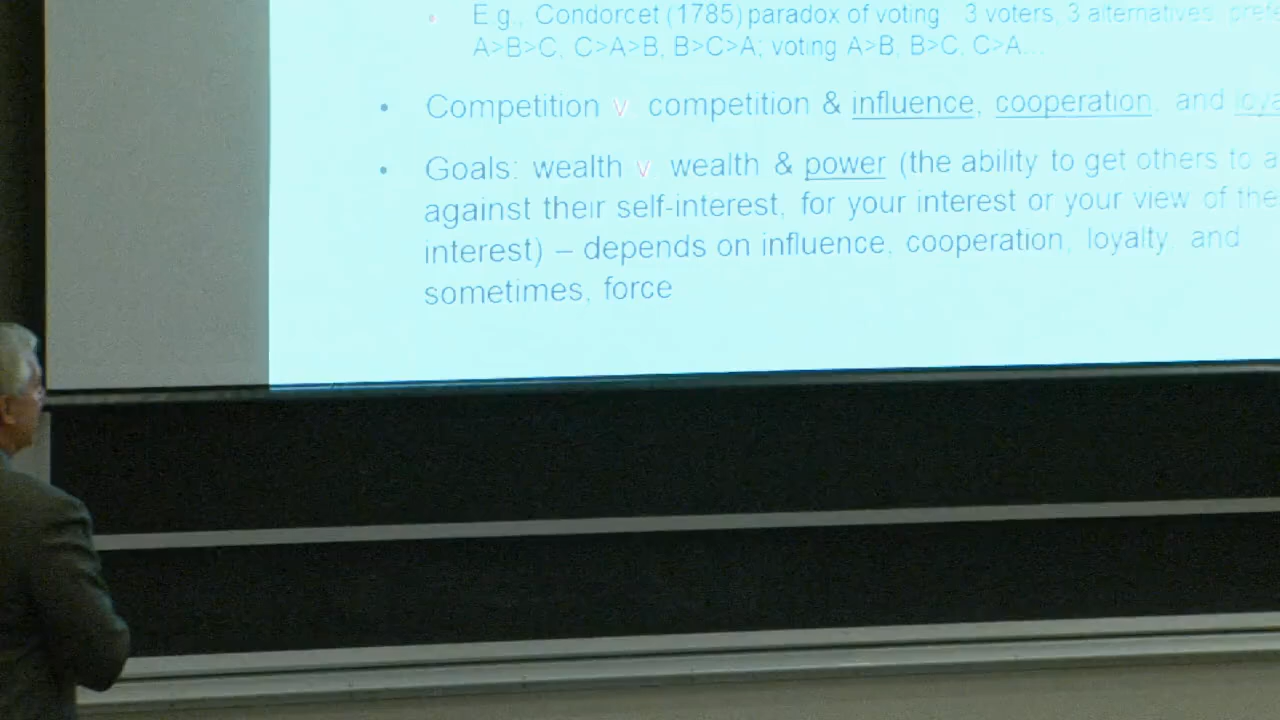 E.g., Condorcet (1785) paradox of voting 3 voters, 3 alternatives,
A>B>C, C>A>B, B>C>A; voting A>B, B>C, C>A...
• Competition v. competition & influence, cooperation, and
• Goals: wealth v. wealth & power (the ability to get others to
against their self-interest, for your interest or your view of the
interest) – depends on influence, cooperation, loyalty, and
sometimes, force